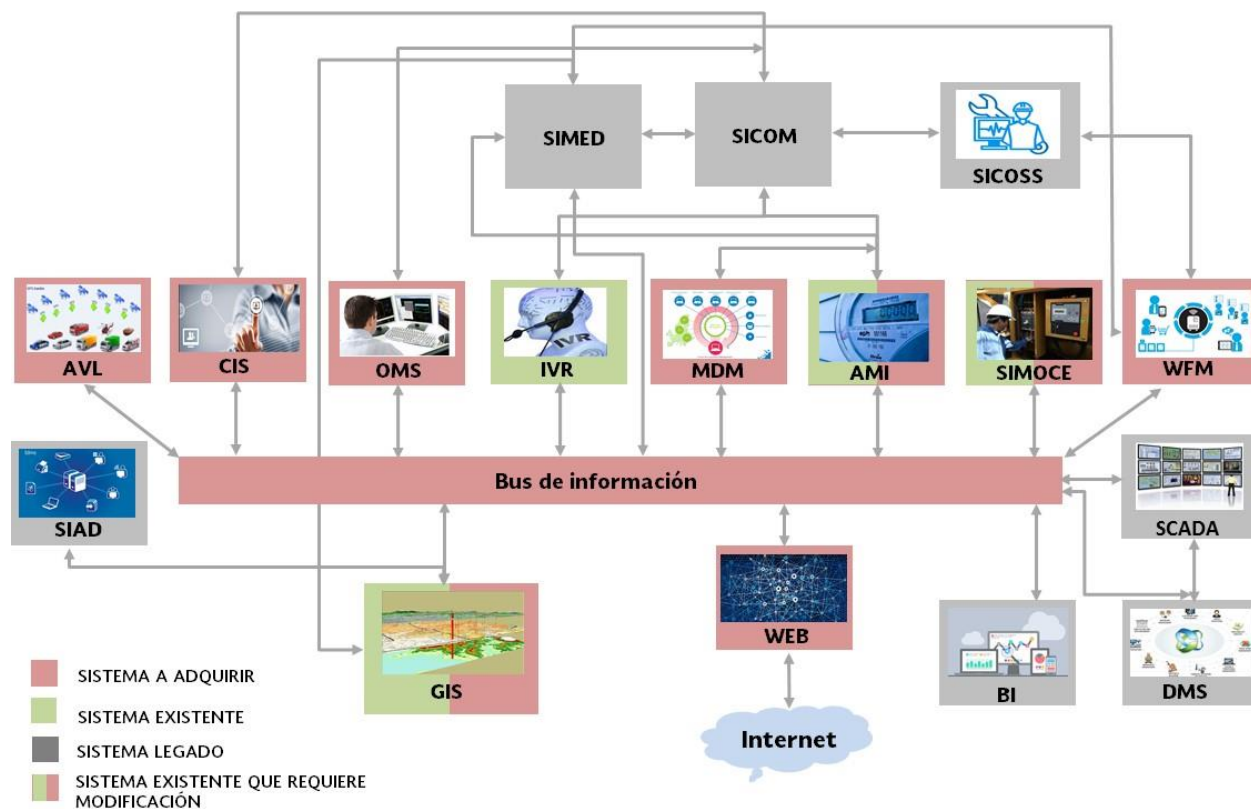 SIMED
SICOM
SICOSS
AVL
CIS
OMS
IVR
IVR
MDM
AMI
SIMOCE
WFM
Bus de información
SIAD
SCADA
GIS
WEB
BI
DMS
Internet
SISTEMA A ADQUIRIR
SISTEMA EXISTENTE
SISTEMA LEGADO
SISTEMA EXISTENTE QUE REQUIERE
MODIFICACIÓN